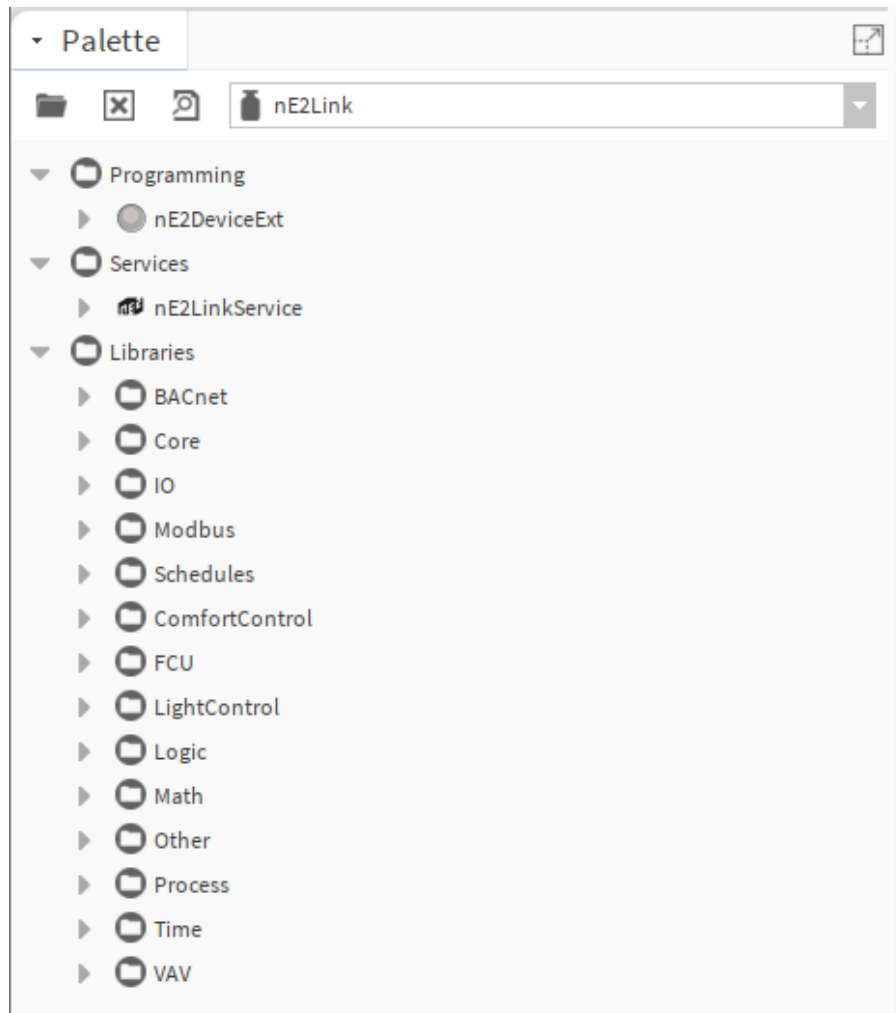 Palette
nE2Link
Programming
nE2DeviceExt
Services
nE2LinkService
Libraries
BACnet
Core
IO
Modbus
Schedules
ComfortControl
FCU
LightControl
Logic
Math
Other
Process
Time
VAV